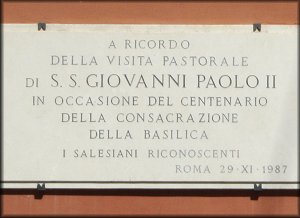 A RICORDO
DELLA VISITA PASTORALE
DI S. S. GIOVANNI PAOLO II
IN OCCASIONE DEL CENTENARIO
DELLA CONSACRAZIONE
DELLA BASILICA
I SALESIANI RICONOSCENTI
ROMA 29·XI·1987